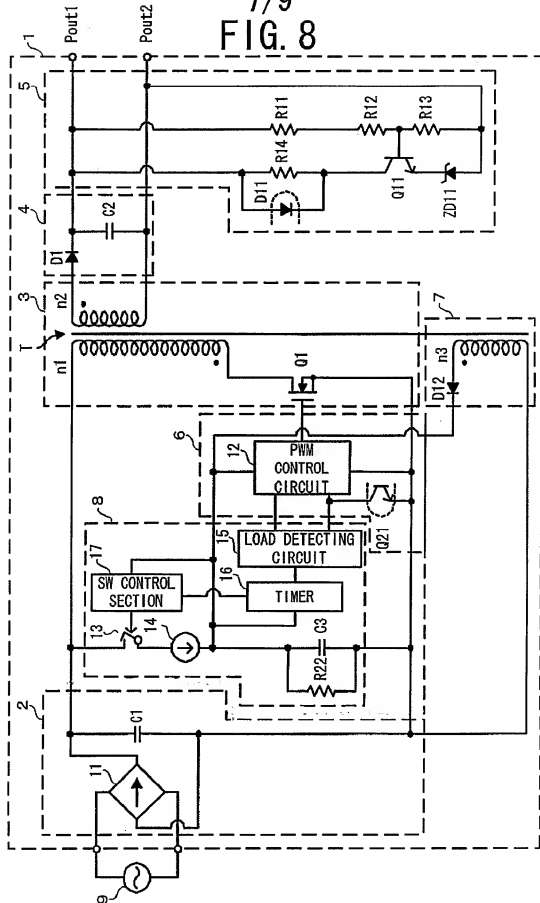 7/9
FIG. 8
1
Pout1
Pout2
5
R11
R12
R13
R14
D11
Q11
ZD11
4
D1
C2
3
T
n1
n2
Q1
7
n3
D12
6
12
PWM
CONTROL
CIRCUIT
Q21
8
15
LOAD DETECTING
CIRCUIT
16
TIMER
17
SW CONTROL
SECTION
13
14
C3
R22
2
C1
11
9